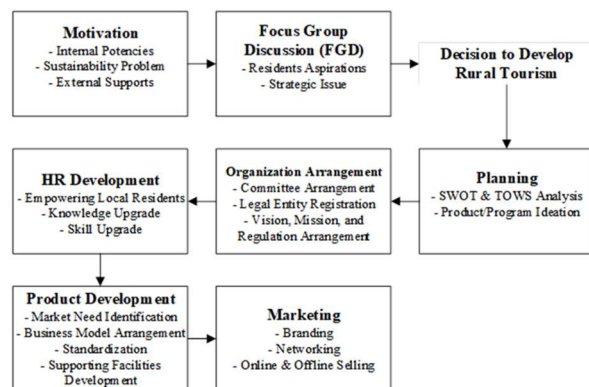 Motivation
- Internal Potencies
- Sustainability Problem
- External Supports
Focus Group
Discussion (FGD)
- Residents Aspirations
- Strategic Issue
Decision to Develop
Rural Tourism
Planning
- SWOT & TOWS Analysis
- Product/Program Ideation
Organization Arrangement
- Committee Arrangement
- Legal Entity Registration
- Vision, Mission, and
Regulation Arrangement
HR Development
- Empowering Local Residents
- Knowledge Upgrade
- Skill Upgrade
Product Development
- Market Need Identification
- Business Model Arrangement
- Standardization
- Supporting Facilities
Development
Marketing
- Branding
- Networking
- Online & Offline Selling